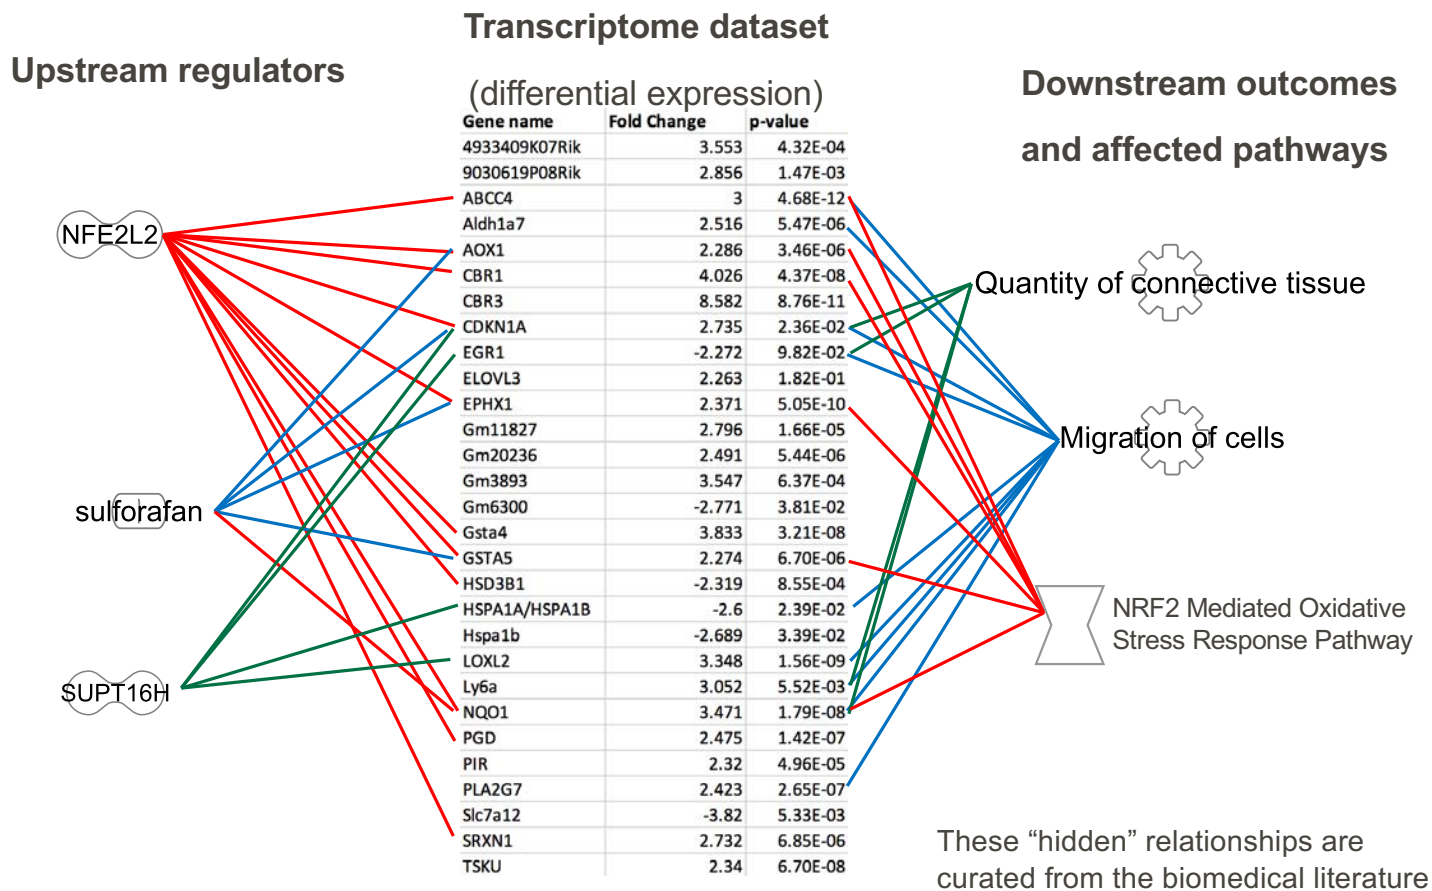 Transcriptome dataset
Upstream regulators
(differential expression)
Downstream outcomes
and affected pathways
Gene name Fold Change p-value
4933409K07Rik 3.553 4.32E-04
9030619P08Rik 2.856 1.47E-03
ABCC4 3 4.68E-12
Aldh1a7 2.516 5.47E-06
AOX1 2.286 3.46E-06
CBR1 4.026 4.37E-08
CBR3 8.582 8.76E-11
CDKN1A 2.735 2.36E-02
EGR1 -2.272 9.82E-02
ELOVL3 2.263 1.82E-01
EPHX1 2.371 5.05E-10
Gm11827 2.796 1.66E-05
Gm20236 2.491 5.44E-06
Gm3893 3.547 6.37E-04
Gm6300 -2.771 3.81E-02
Gsta4 3.833 3.21E-08
GSTA5 2.274 6.70E-06
HSD3B1 -2.319 8.55E-04
HSPA1A/HSPA1B -2.6 2.39E-02
Hspa1b -2.689 3.39E-02
LOXL2 3.348 1.56E-09
Ly6a 3.052 5.52E-03
NQO1 3.471 1.79E-08
PGD 2.475 1.42E-07
PIR 2.32 4.96E-05
PLA2G7 2.423 2.65E-07
Slc7a12 -3.82 5.33E-03
SRXN1 2.732 6.85E-06
TSKU 2.34 6.70E-08
NFE2L2
sulforafan
SUPT16H
Quantity of connective tissue
Migration of cells
NRF2 Mediated Oxidative
Stress Response Pathway
These “hidden” relationships are
curated from the biomedical literature